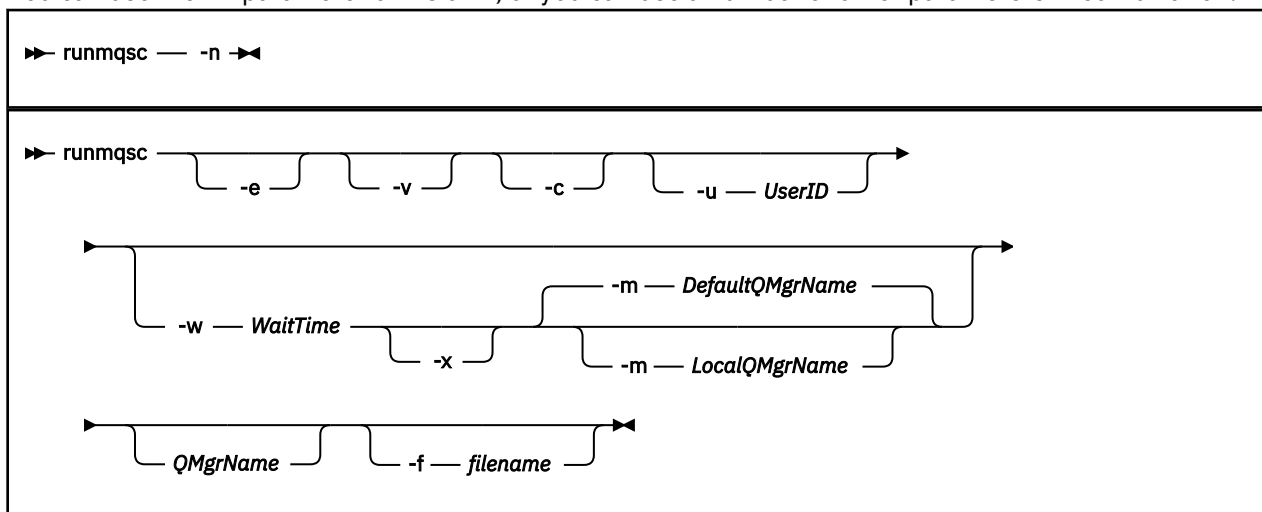 runmqsc -n
runmqsc
-e -v -c -u UserID
-m DefaultQMgrName
-w WaitTime
-x -m LocalQMgrName
QMgrName -f filename